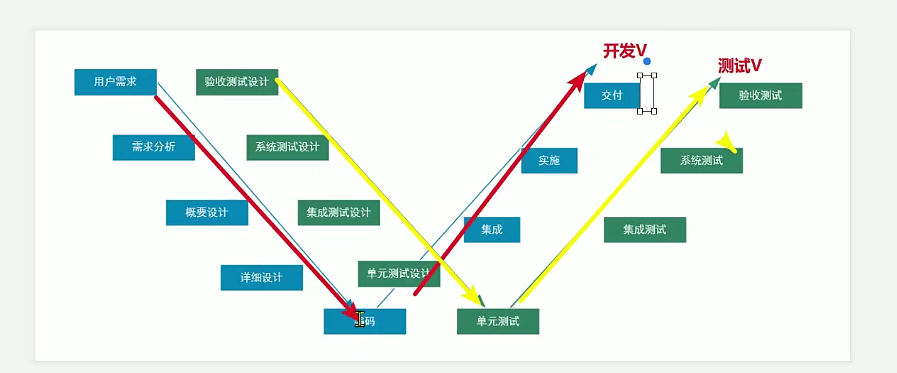 开发V
测试V
用户需求
验收测试设计
交付
验收测试
需求分析
系统测试设计
实施
系统测试
概要设计
集成测试设计
集成
集成测试
详细设计
单元测试设计
码
单元测试